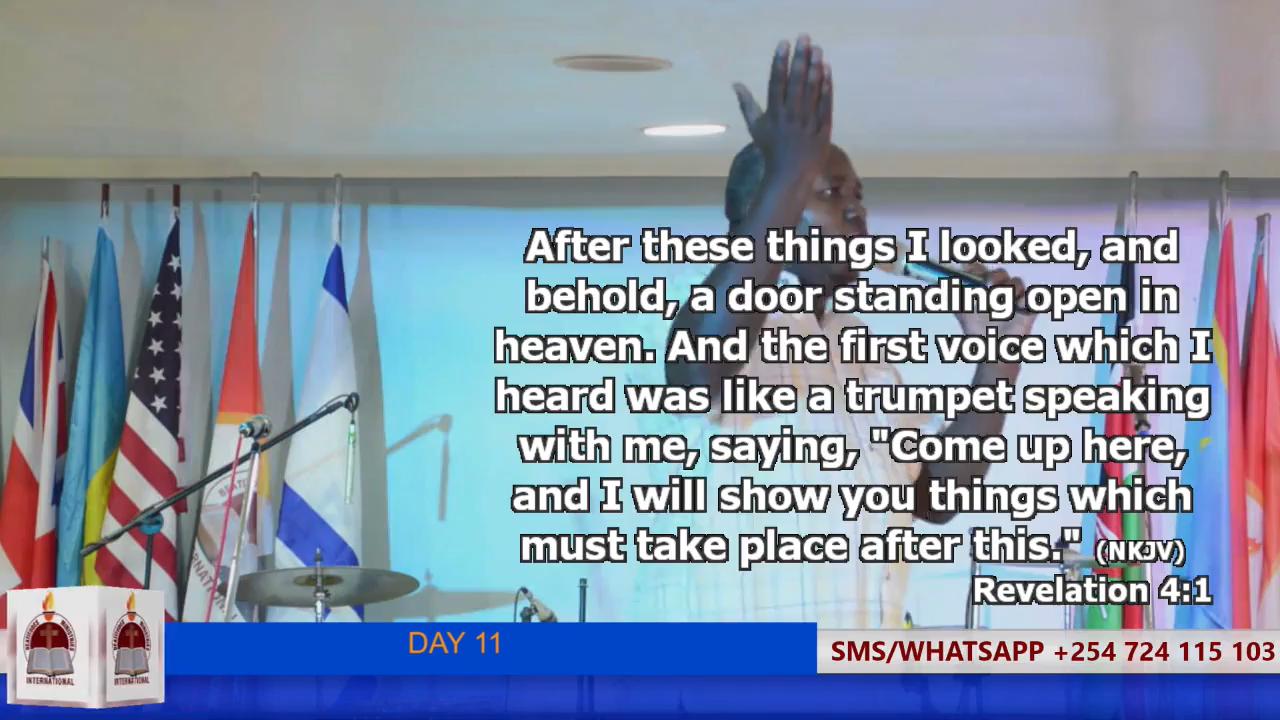 After these things I looked, and
behold, a door standing open in
heaven. And the first voice which I
heard was like a trumpet speaking
with me, saying, "Come up here,
and I will show you things which
must take place after this." (NKJV)
Revelation 4:1
DAY 11
SMS/WHATSAPP +254 724 115 103
INTERNATIONAL
INTERNATIONAL